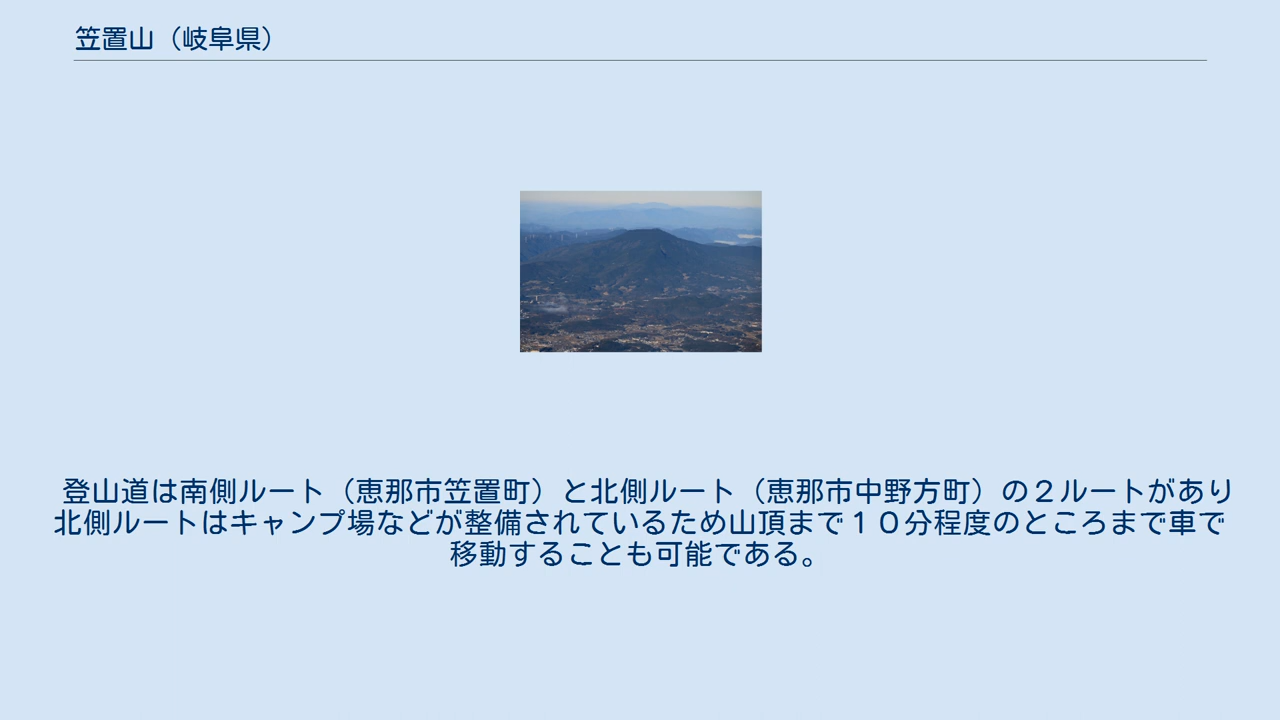 笠置山（岐阜県）
登山道は南側ルート（恵那市笠置町）と北側ルート（恵那市中野方町）の２ルートがあり
北側ルートはキャンプ場などが整備されているため山頂まで１０分程度のところまで車で
移動することも可能である。